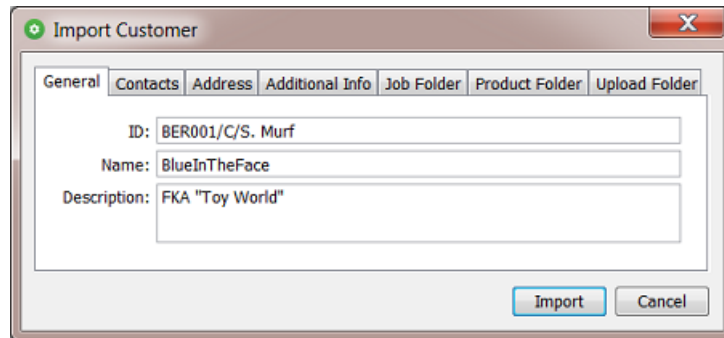 Import Customer
General Contacts Address Additional Info Job Folder Product Folder Upload Folder
ID: BER001/C/S. Murf
Name: BlueInTheFace
Description: FKA "Toy World"
Import Cancel